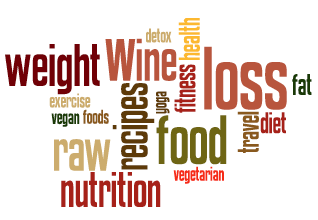 detox
health
weight
Wine
loss
fitness
fat
exercise
recipes
yoga
vegan
foods
travel
diet
raw
food
vegetarian
nutrition